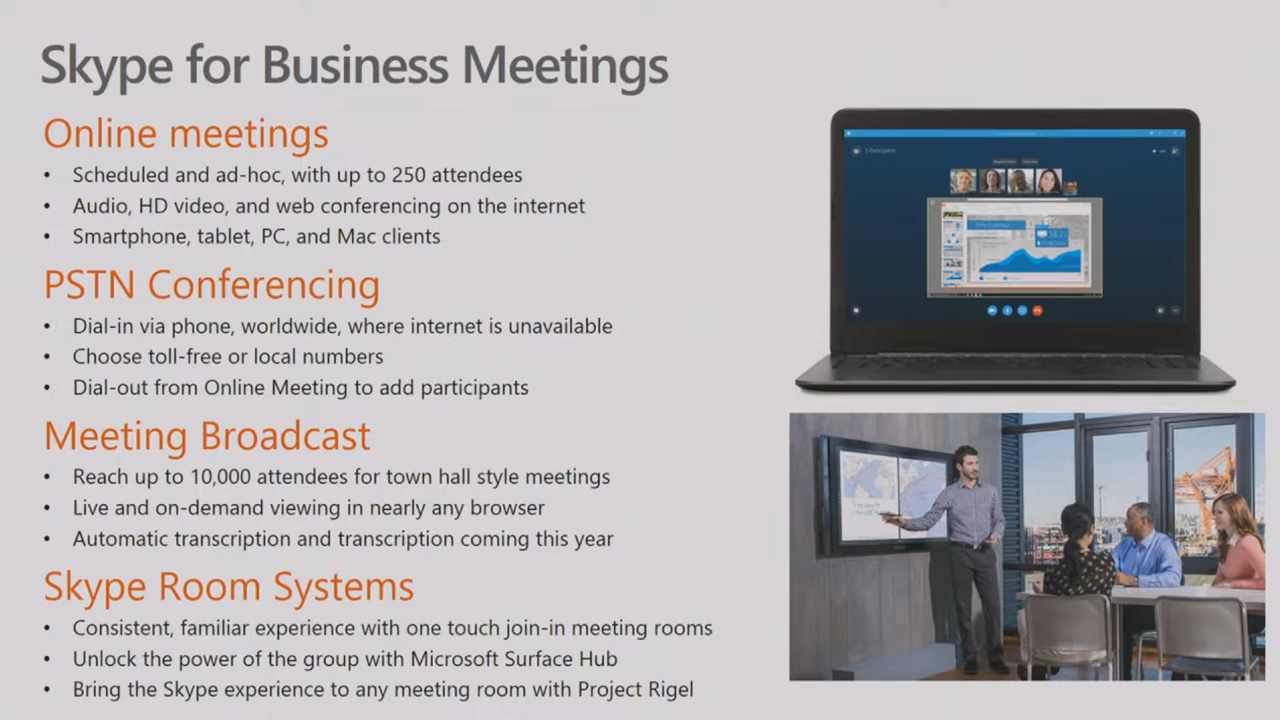 Skype for Business Meetings
Online meetings
• Scheduled and ad-hoc, with up to 250 attendees
• Audio, HD video, and web conferencing on the internet
• Smartphone, tablet, PC, and Mac clients
PSTN Conferencing
• Dial-in via phone, worldwide, where internet is unavailable
• Choose toll-free or local numbers
• Dial-out from Online Meeting to add participants
Meeting Broadcast
• Reach up to 10,000 attendees for town hall style meetings
• Live and on-demand viewing in nearly any browser
• Automatic transcription and transcription coming this year
Skype Room Systems
• Consistent, familiar experience with one touch join-in meeting rooms
• Unlock the power of the group with Microsoft Surface Hub
• Bring the Skype experience to any meeting room with Project Rigel